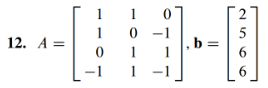 12. A = [ 1 1 0
1 0 −1
0 1 1
−1 1 −1 ], b = [ 2
5
6
6 ]